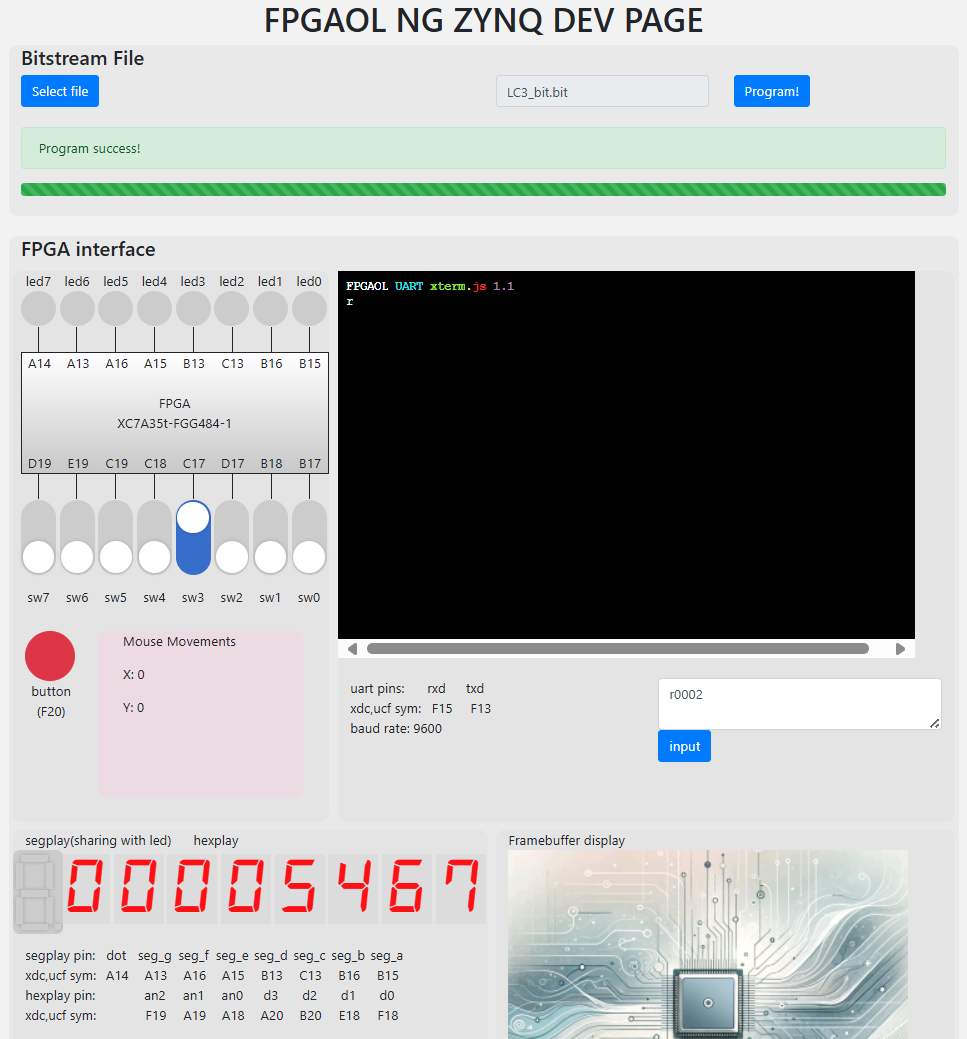 FPGAOL NG ZYNQ DEV PAGE
Bitstream File
Select file
LC3_bit.bit
Program!
Program success!
FPGA interface
led7 led6 led5 led4 led3 led2 led1 led0
A14 A13 A16 A15 B13 C13 B16 B15
FPGA
XC7A35t-FGG484-1
D19 E19 C19 C18 C17 D17 B18 B17
sw7 sw6 sw5 sw4 sw3 sw2 sw1 sw0
button
(F20)
Mouse Movements
X: 0
Y: 0
FPGAOL UART xterm.js 1.1
r
uart pins: rxd txd
xdc,ucf sym: F15 F13
baud rate: 9600
r0002
input
segplay(sharing with led) hexplay
00005467
segplay pin: dot seg_g seg_f seg_e seg_d seg_c seg_b seg_a
xdc,ucf sym: A14 A13 A16 A15 B13 C13 B16 B15
hexplay pin: an2 an1 an0 d3 d2 d1 d0
xdc,ucf sym: F19 A19 A18 A20 B20 E18 F18
Framebuffer display